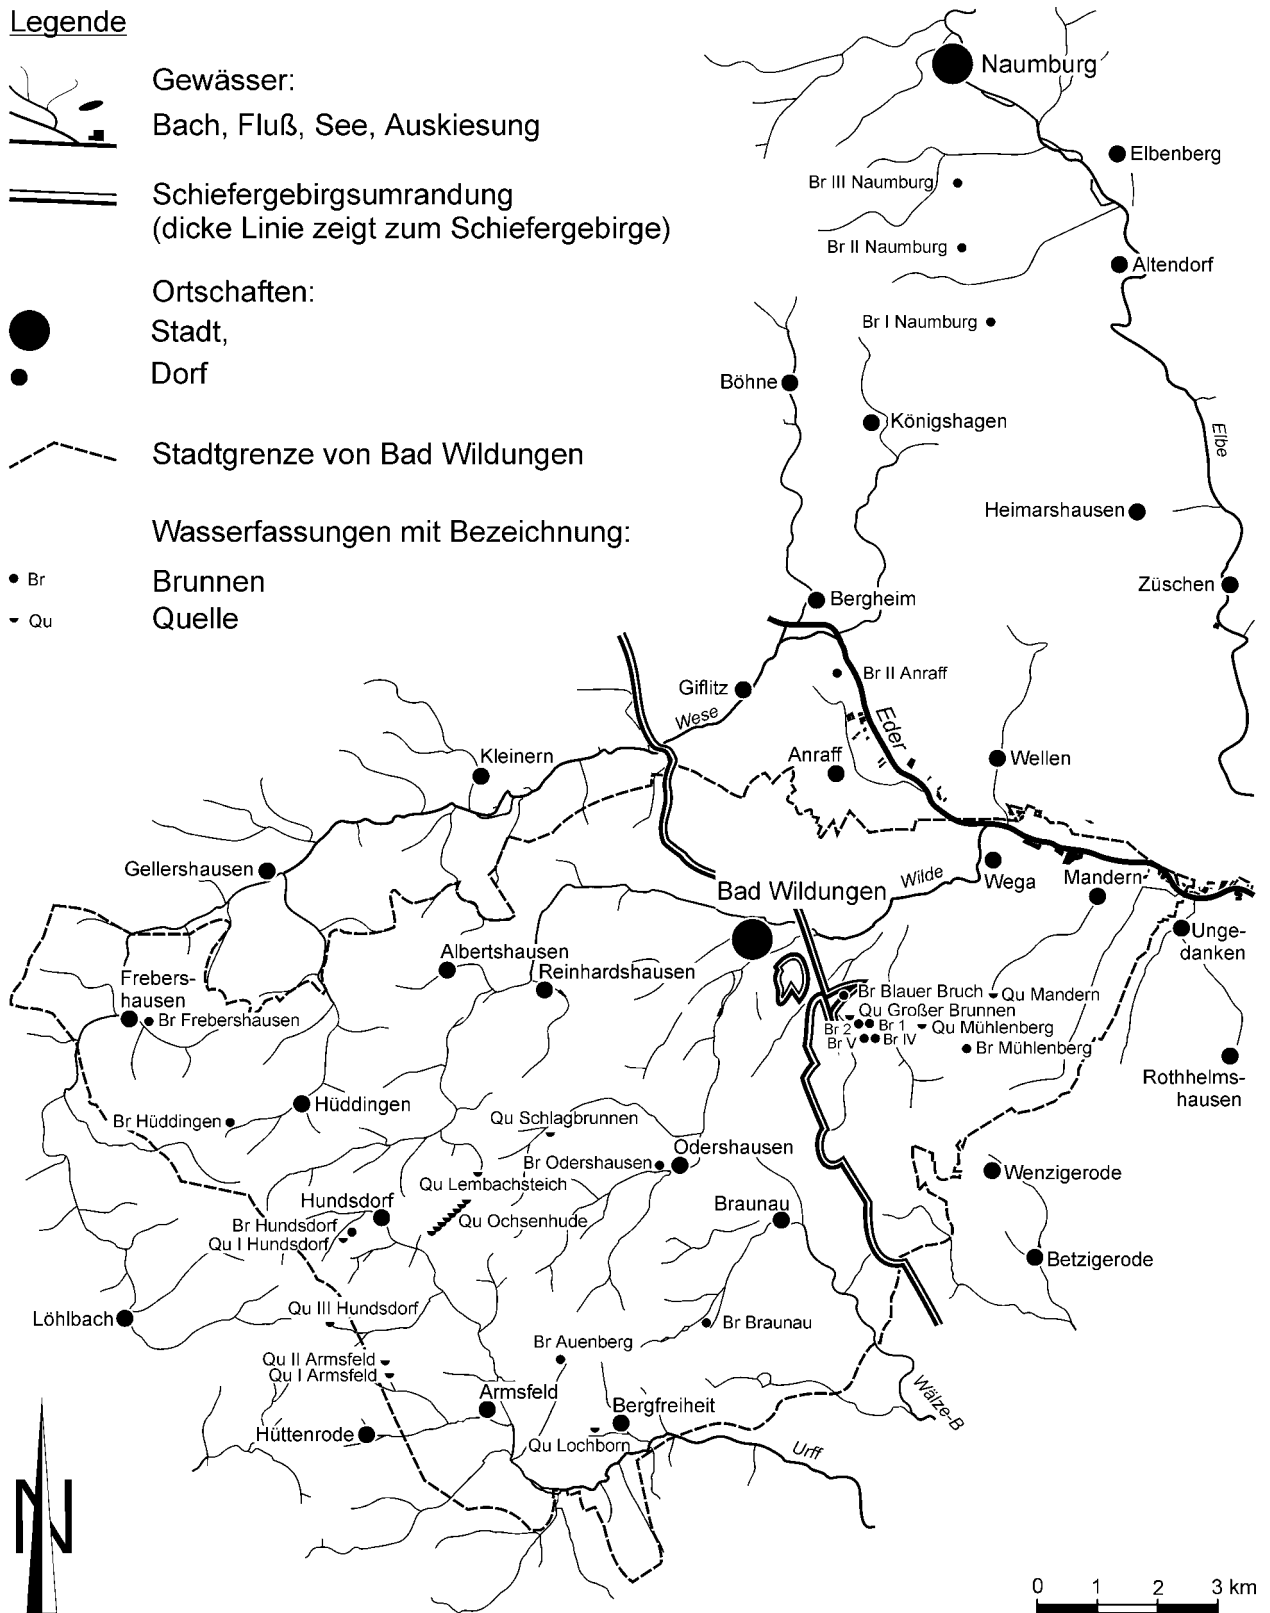 Legende
Gewässer:
Bach, Fluß, See, Auskiesung
Schiefergebirgsumrandung
(dicke Linie zeigt zum Schiefergebirge)
Ortschaften:
Stadt,
Dorf
Stadtgrenze von Bad Wildungen
Wasserfassungen mit Bezeichnung:
Br
Brunnen
Qu
Quelle
Naumburg
Elbenberg
Br III Naumburg
Br II Naumburg
Altendorf
Br I Naumburg
Böhne
Königshagen
Elbe
Heimarshausen
Züschen
Bergheim
Br II Anraff
Giflitz
Wese
Eder
Kleinern
Anraff
Wellen
Gellershausen
Bad Wildungen
Wilde
Wega
Mandern
Unge-
danken
Albertshausen
Reinhardshausen
Frebers-
hausen
Br Frebershausen
Br Blauer Bruch
Qu Mandern
Qu Großer Brunnen
Br 2
Br 1
Qu Mühlenberg
Br V
Br IV
Br Mühlenberg
Rothhelms-
hausen
Hüddingen
Br Hüddingen
Qu Schlagbrunnen
Odershausen
Br Odershausen
Wenzigerode
Qu Lembachsteich
Hundsdorf
Braunau
Br Hundsdorf
Qu Ochsenhude
Qu I Hundsdorf
Betzigerode
Löhlbach
Qu III Hundsdorf
Br Braunau
Br Auenberg
Qu II Armsfeld
Qu I Armsfeld
Armsfeld
Bergfreiheit
Wälze-B
Hüttenrode
Qu Lochborn
Urff
N
0 1 2 3 km